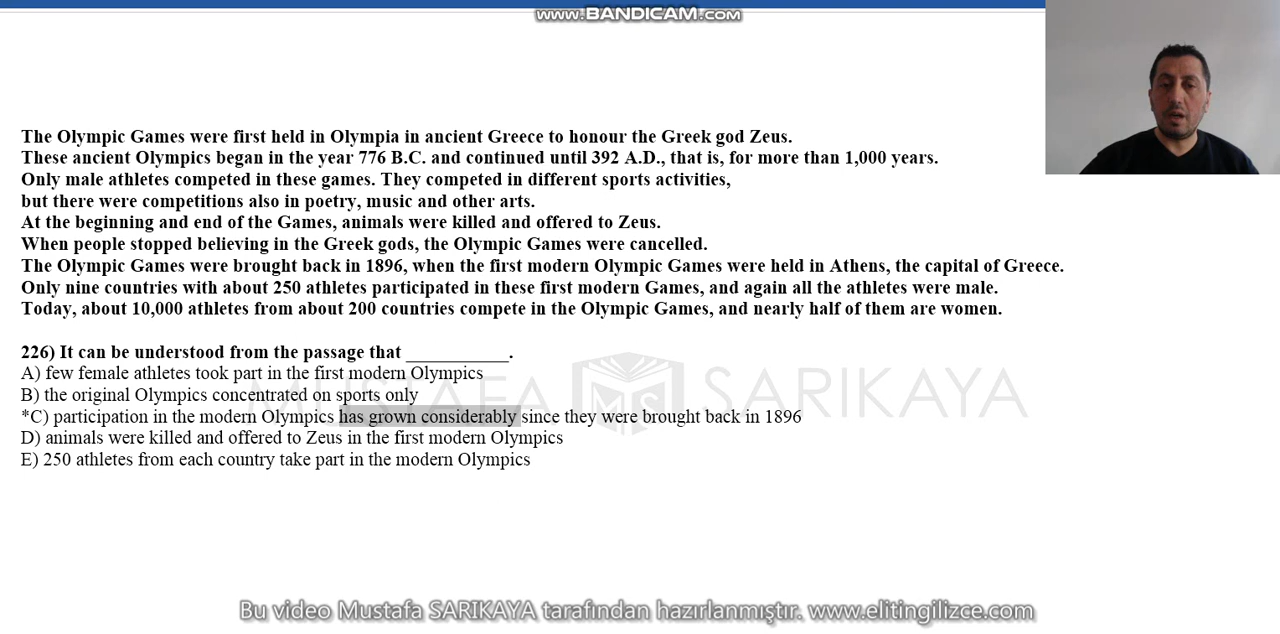 www.BANDICAM.com
The Olympic Games were first held in Olympia in ancient Greece to honour the Greek god Zeus.
These ancient Olympics began in the year 776 B.C. and continued until 392 A.D., that is, for more than 1,000 years.
Only male athletes competed in these games. They competed in different sports activities,
but there were competitions also in poetry, music and other arts.
At the beginning and end of the Games, animals were killed and offered to Zeus.
When people stopped believing in the Greek gods, the Olympic Games were cancelled.
The Olympic Games were brought back in 1896, when the first modern Olympic Games were held in Athens, the capital of Greece.
Only nine countries with about 250 athletes participated in these first modern Games, and again all the athletes were male.
Today, about 10,000 athletes from about 200 countries compete in the Olympic Games, and nearly half of them are women.
226) It can be understood from the passage that ___________.
A) few female athletes took part in the first modern Olympics
B) the original Olympics concentrated on sports only
*C) participation in the modern Olympics has grown considerably since they were brought back in 1896
D) animals were killed and offered to Zeus in the first modern Olympics
E) 250 athletes from each country take part in the modern Olympics
MUSTAFA MS SARIKAYA
Bu video Mustafa SARIKAYA tarafından hazırlanmıştır. www.elitingilizce.com